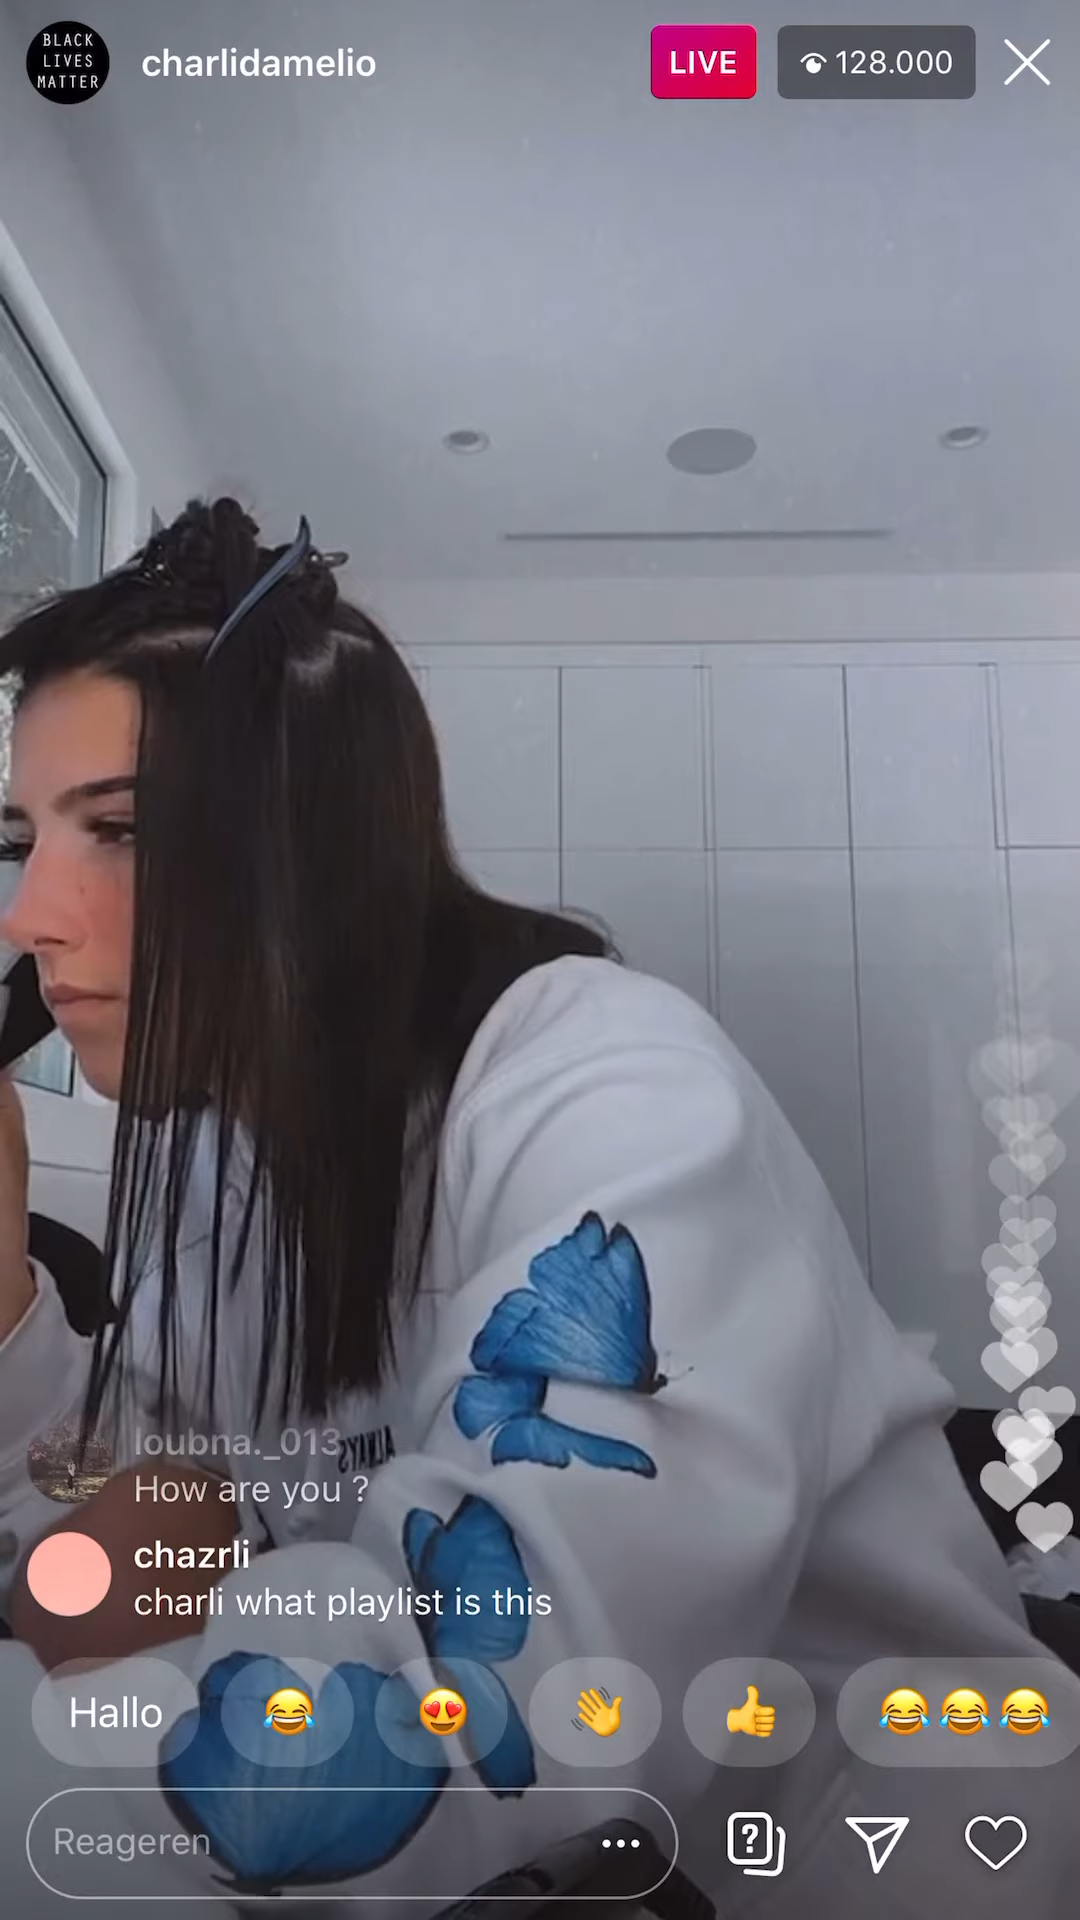 BLACK
LIVES
MATTER
charlidamelio
LIVE
128.000
ALWAYS
loubna._013
How are you ?
chazrli
charli what playlist is this
Hallo
Reageren